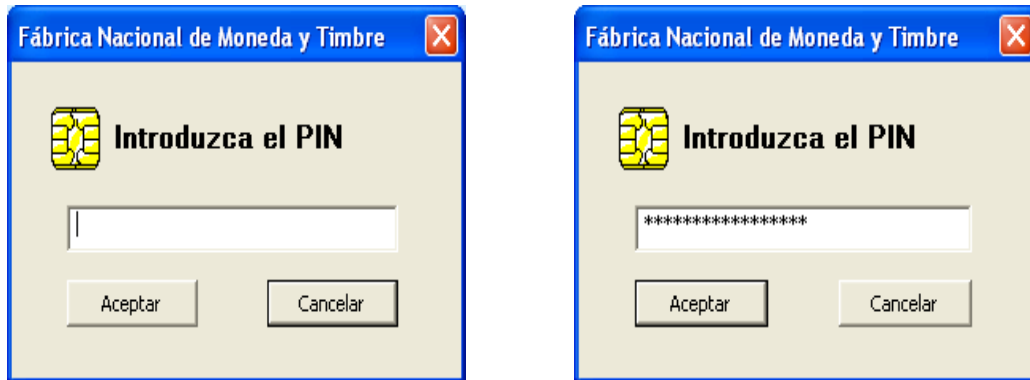 Fábrica Nacional de Moneda y Timbre
Introduzca el PIN
Aceptar Cancelar
Fábrica Nacional de Moneda y Timbre
Introduzca el PIN
*****************
Aceptar Cancelar